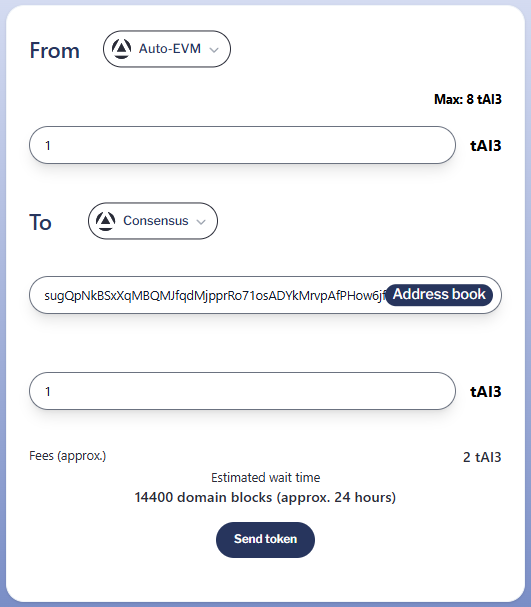 From Auto-EVM
Max: 8 tAI3
1 tAI3
To Consensus
sugQpNkBSxXqMBQMJfqdMjpprRo71osADYkMrvpAfPHow6jf Address book
1 tAI3
Fees (approx.) 2 tAI3
Estimated wait time
14400 domain blocks (approx. 24 hours)
Send token